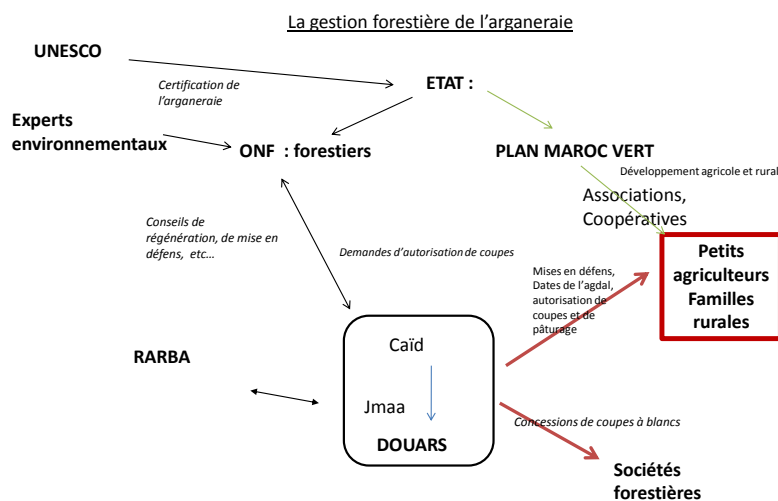 La gestion forestière de l'arganeraie
UNESCO
Certification de
l'arganeraie
ETAT :
Experts
environnementaux
ONF : forestiers
PLAN MAROC VERT
Développement agricole et rural
Associations,
Coopératives
Conseils de
régénération, de mise en
défens, etc…
Demandes d'autorisation de coupes
Petits
agriculteurs
Familles
rurales
Mises en défens,
Dates de l'agdal,
autorisation de
coupes et de
pâturage
RARBA
Caïd
Jmaa
DOUARS
Concessions de coupes à blancs
Sociétés
forestières